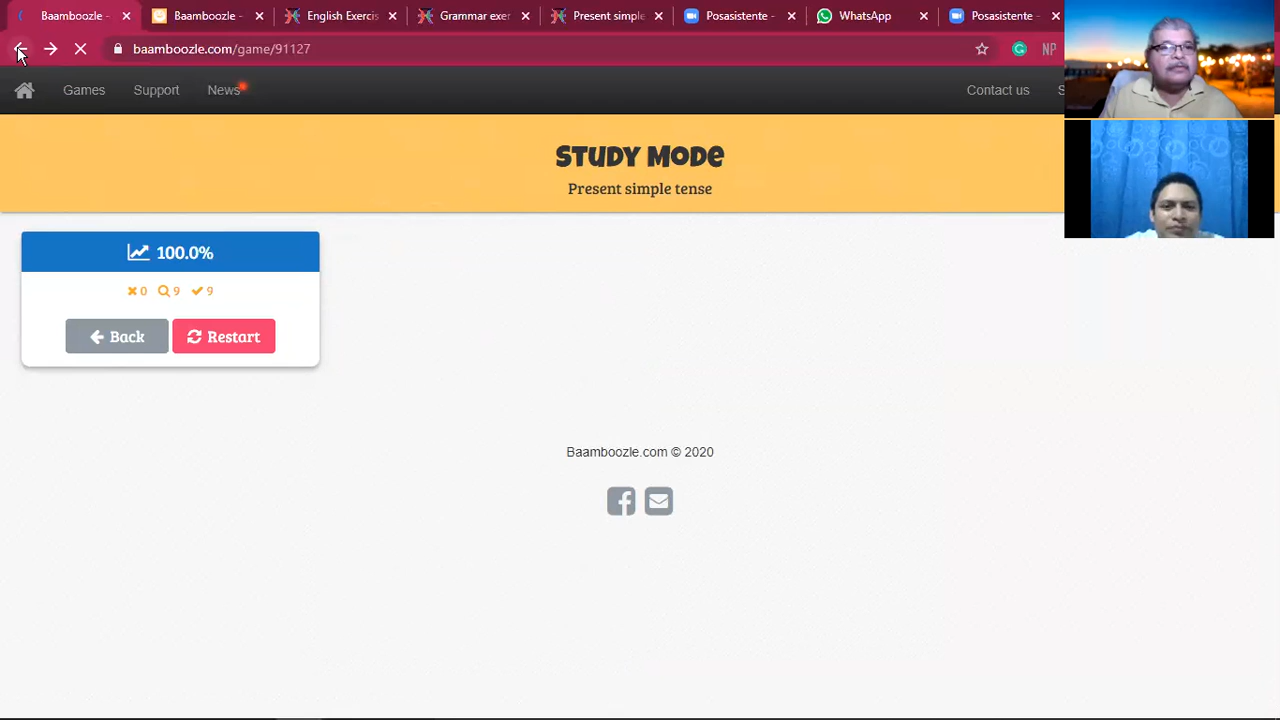 Baamboozle -
Baamboozle -
English Exercis
Grammar exer
Present simple
Posasistente -
WhatsApp
Posasistente -
baamboozle.com/game/91127
NP
Games
Support
News
Contact us
S
STUDY MODE
Present simple tense
100.0%
0
9
9
Back
Restart
Baamboozle.com © 2020